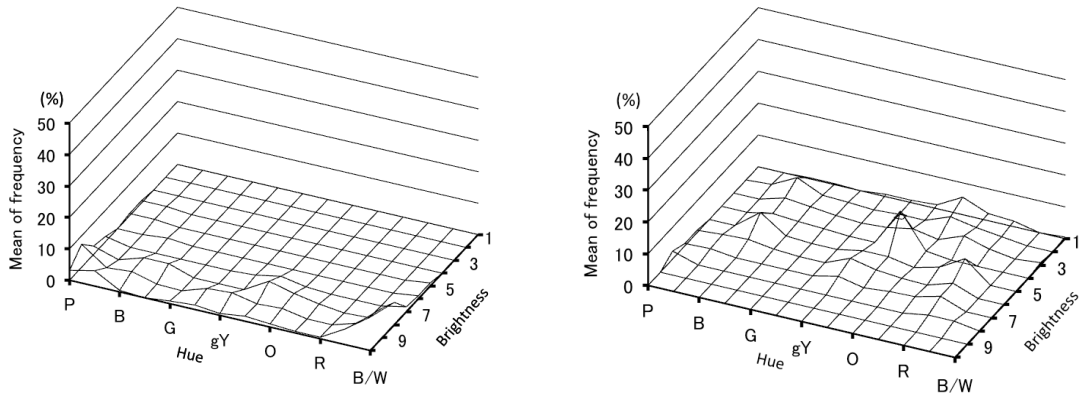 (%)
50
40
30
20
10
0
Mean of frequency
P
B
G
gY
O
R
B/W
Hue
1
3
5
7
9
Brightness
(%)
50
40
30
20
10
0
Mean of frequency
P
B
G
gY
O
R
B/W
Hue
1
3
5
7
9
Brightness